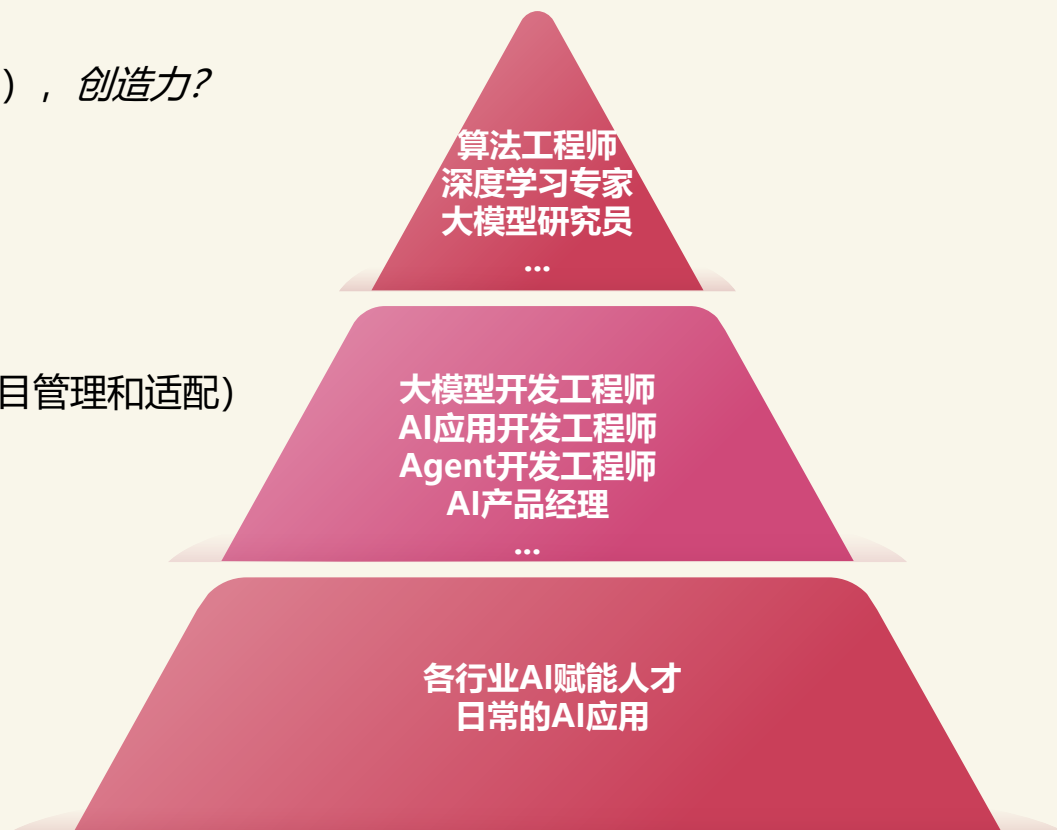 ），创造力？
算法工程师
深度学习专家
大模型研究员
...
目管理和适配）
大模型开发工程师
AI应用开发工程师
Agent开发工程师
AI产品经理
...
各行业AI赋能人才
日常的AI应用